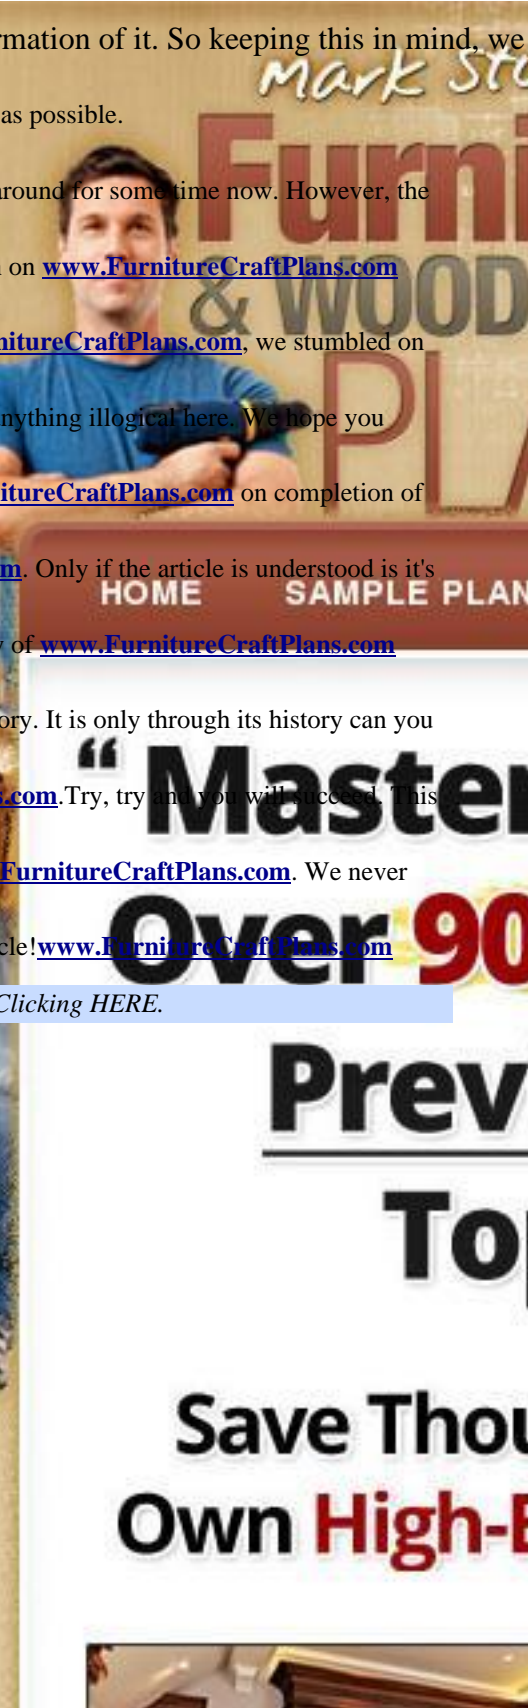 rmation of it. So keeping this in mind, we
Mark St
as possible.
Furni
around for some time now. However, the
on www.FurnitureCraftPlans.com
& WOOD
nitureCraftPlans.com, we stumbled on
PLA
nything illogical here. We hope you
itureCraftPlans.com on completion of
m. Only if the article is understood is it's
HOME SAMPLE PLAN
y of www.FurnitureCraftPlans.com
ory. It is only through its history can you
“ Master
s.com.Try, try and you will succeed. This
FurnitureCraftPlans.com. We never
Over 90
cle!www.FurnitureCraftPlans.com
Clicking HERE.
Previ
Top
Save Thou
Own High-E